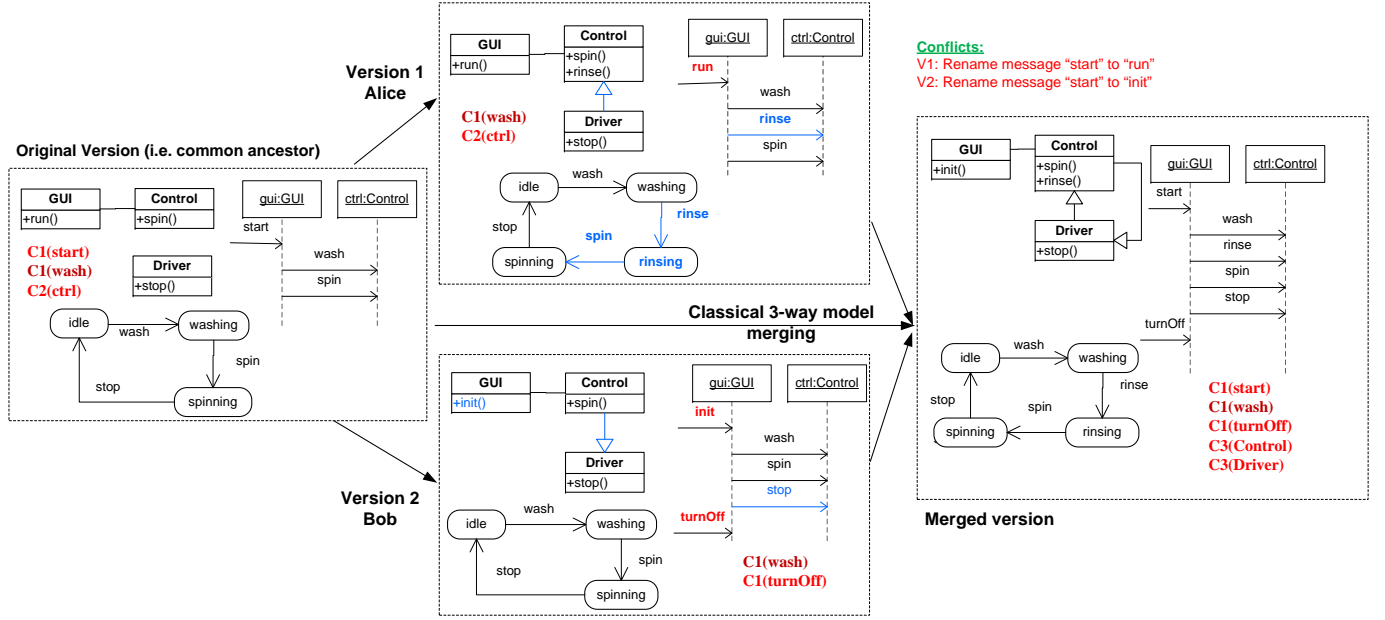 Original Version (i.e. common ancestor)
GUI
+run()
Control
+spin()
Driver
+stop()
C1(start)
C1(wash)
C2(ctrl)
gui:GUI
ctrl:Control
start
wash
spin
idle
wash
washing
spin
spinning
stop
Version 1
Alice
GUI
+run()
Control
+spin()
+rinse()
Driver
+stop()
C1(wash)
C2(ctrl)
gui:GUI
ctrl:Control
run
wash
rinse
spin
idle
wash
washing
rinse
rinsing
spin
spinning
stop
Classical 3-way model
merging
Version 2
Bob
GUI
+init()
Control
+spin()
Driver
+stop()
gui:GUI
ctrl:Control
init
wash
spin
stop
turnOff
idle
wash
washing
spin
spinning
stop
C1(wash)
C1(turnOff)
Conflicts:
V1: Rename message “start” to “run”
V2: Rename message “start” to “init”
GUI
+init()
Control
+spin()
+rinse()
Driver
+stop()
gui:GUI
ctrl:Control
start
wash
rinse
spin
stop
turnOff
idle
wash
washing
rinse
rinsing
spin
spinning
stop
C1(start)
C1(wash)
C1(turnOff)
C3(Control)
C3(Driver)
Merged version